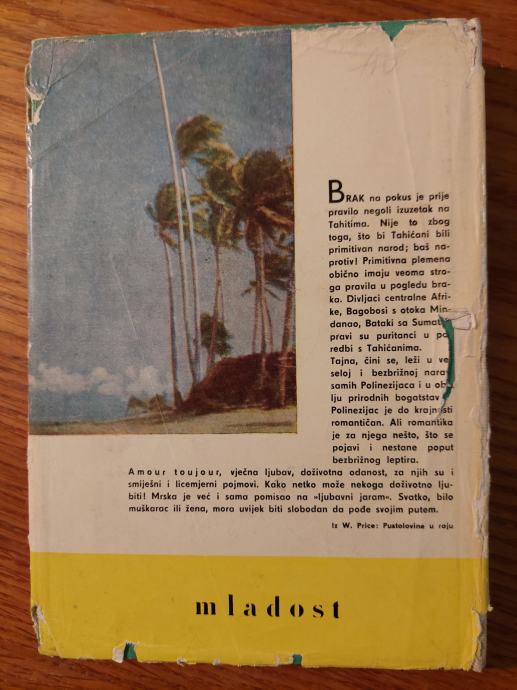 BRAK na pokus je prije
pravilo negoli izuzetak na
Tahitima. Nije to zbog
toga, što bi Tahićani bili
primitivan narod; baš na-
protiv! Primitivna plemena
obično imaju veoma stro-
ga pravila u pogledu bra-
ka. Divljaci centralne Afri-
ke, Bagobosi s otoka Min-
danao, Bataki sa
pravi su puritanci u
redbi s Tahićanima.
Tajna, čini se, leži u ve-
seloj i bezbrižnoj
samih Polinezijaca i u
lju prirodnih bogatstav
Polinezijac je do krajnosti
romantičan. Ali romantika
je za njega nešto, što se
pojavi i nestane poput
bezbrižnog leptira.
Amour toujour, vječna ljubav, doživotna odanost, za njih su i
smiješni i licemjerni pojmovi. Kako netko može nekoga doživotno lju-
biti! Mrska je već i sama pomisao na »ljubavni jaram«. Svatko, bilo
muškarac ili žena, mora uvijek biti slobodan da pođe svojim putem.
Iz W. Price: Pustolovine u raju
mladost